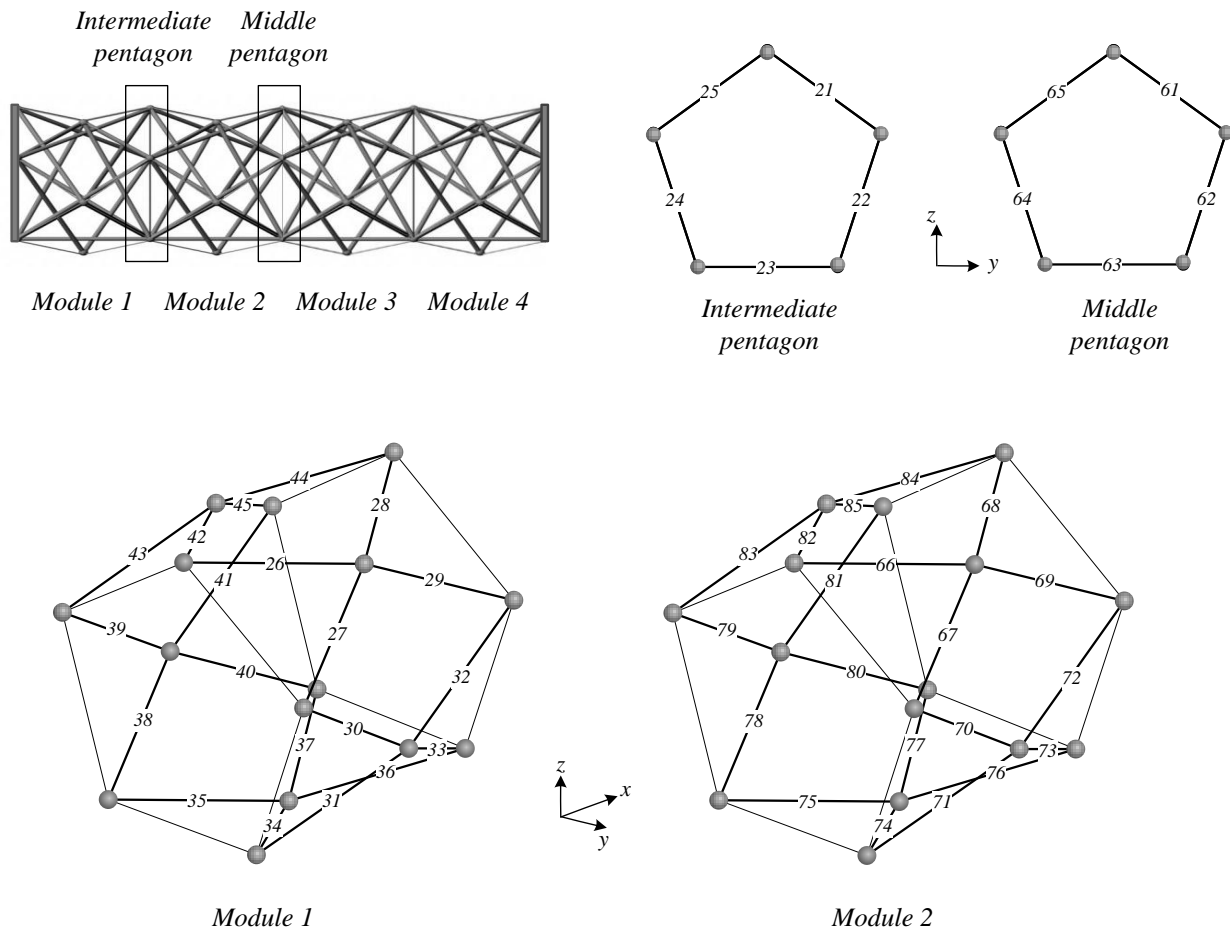 Intermediate
pentagon
Middle
pentagon
Module 1
Module 2
Module 3
Module 4
25
21
24
22
23
Intermediate
pentagon
z
y
65
61
64
62
63
Middle
pentagon
44
45
28
42
43
26
41
29
39
27
40
32
38
30
37
33
36
35
31
34
Module 1
z
x
y
84
85
68
82
83
66
81
69
79
67
80
72
78
70
77
73
76
75
71
74
Module 2